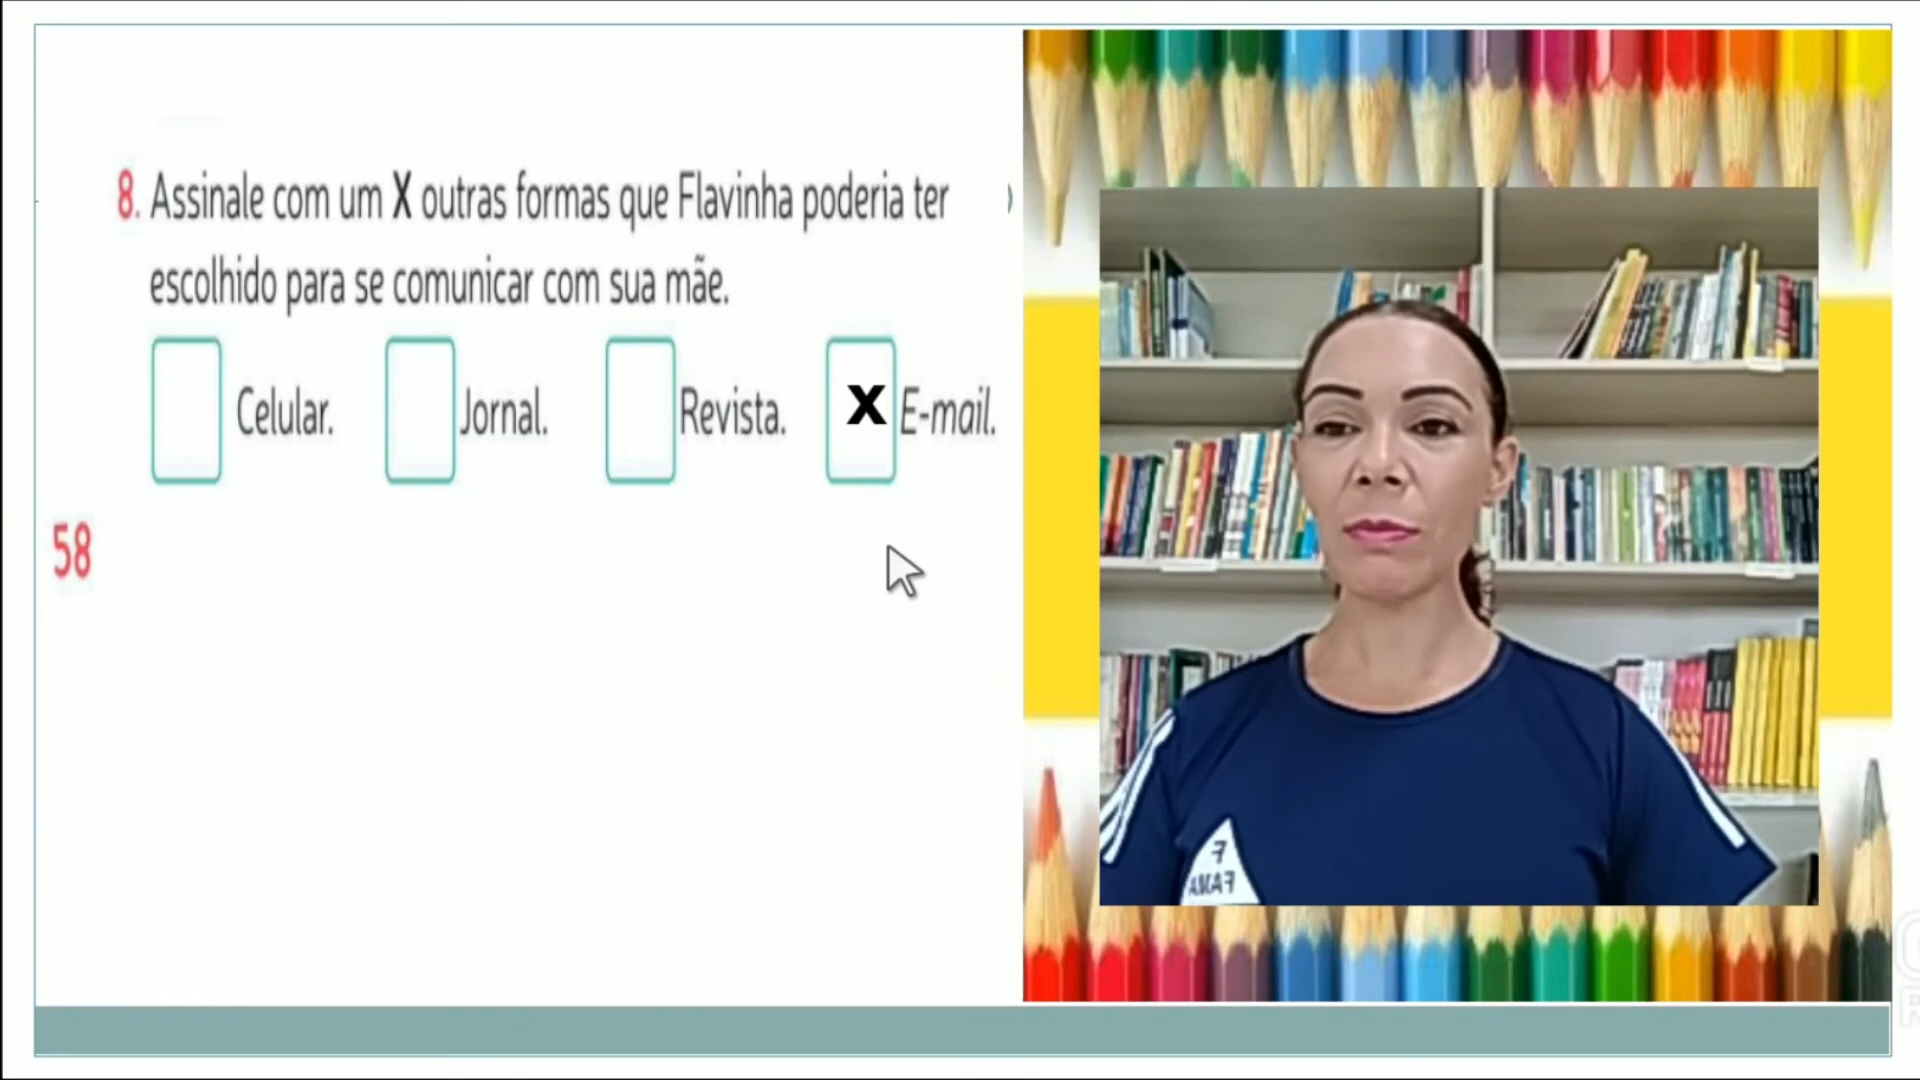 8. Assinale com um X outras formas que Flavinha poderia ter
escolhido para se comunicar com sua mãe.
Celular. Jornal. Revista. X E-mail.
58
F
FAMA